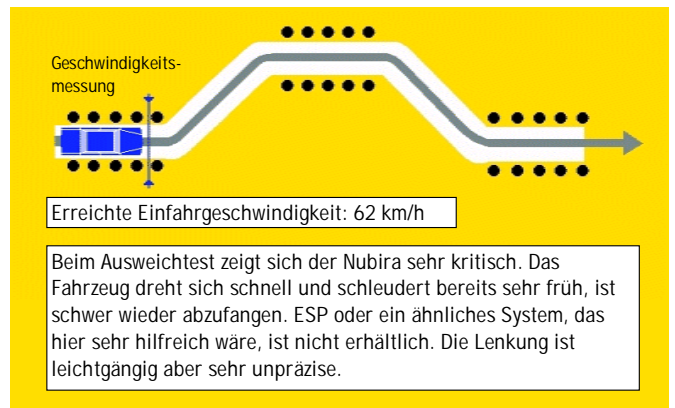 Geschwindigkeits-
messung
Erreichte Einfahrgeschwindigkeit: 62 km/h
Beim Ausweichtest zeigt sich der Nubira sehr kritisch. Das
Fahrzeug dreht sich schnell und schleudert bereits sehr früh, ist
schwer wieder abzufangen. ESP oder ein ähnliches System, das
hier sehr hilfreich wäre, ist nicht erhältlich. Die Lenkung ist
leichtgängig aber sehr unpräzise.